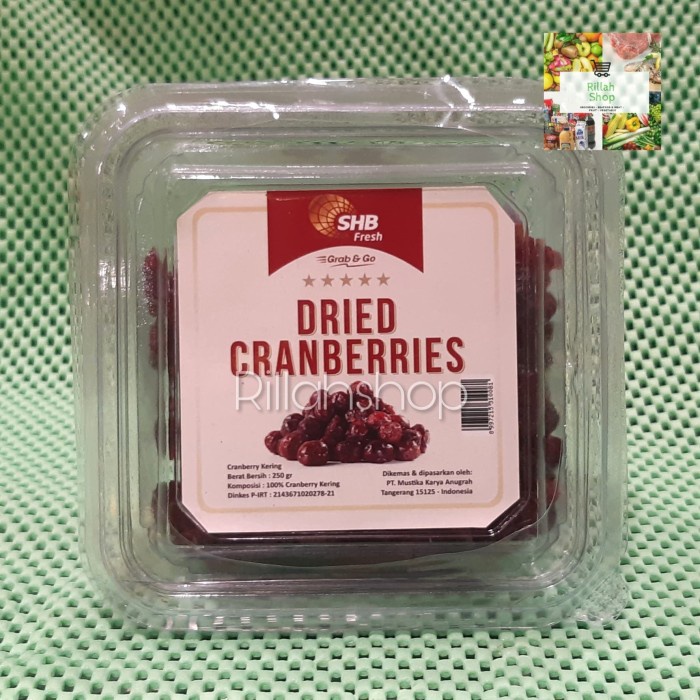 Rillah
Shop
SHB
Fresh
Grab & Go
DRIED
CRANBERRIES
Rillahshop
Cranberry Kering
Berat Bersih : 250 gr
Komposisi : 100% Cranberry Kering
Dinkes P-IRT : 2143671020278-21
Dikemas & dipasarkan oleh:
PT. Mustika Karya Anugrah
Tangerang 15125 - Indonesia